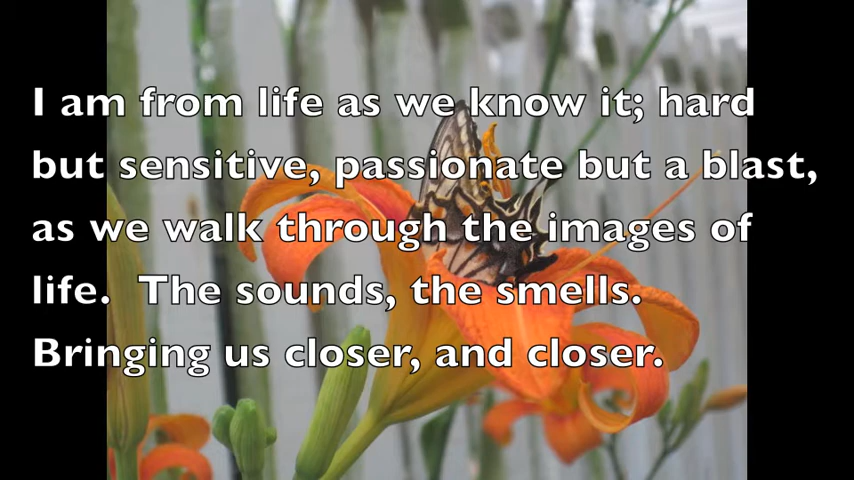 I am from life as we know it; hard
but sensitive, passionate but a blast,
as we walk through the images of
life.  The sounds, the smells.
Bringing us closer, and closer.